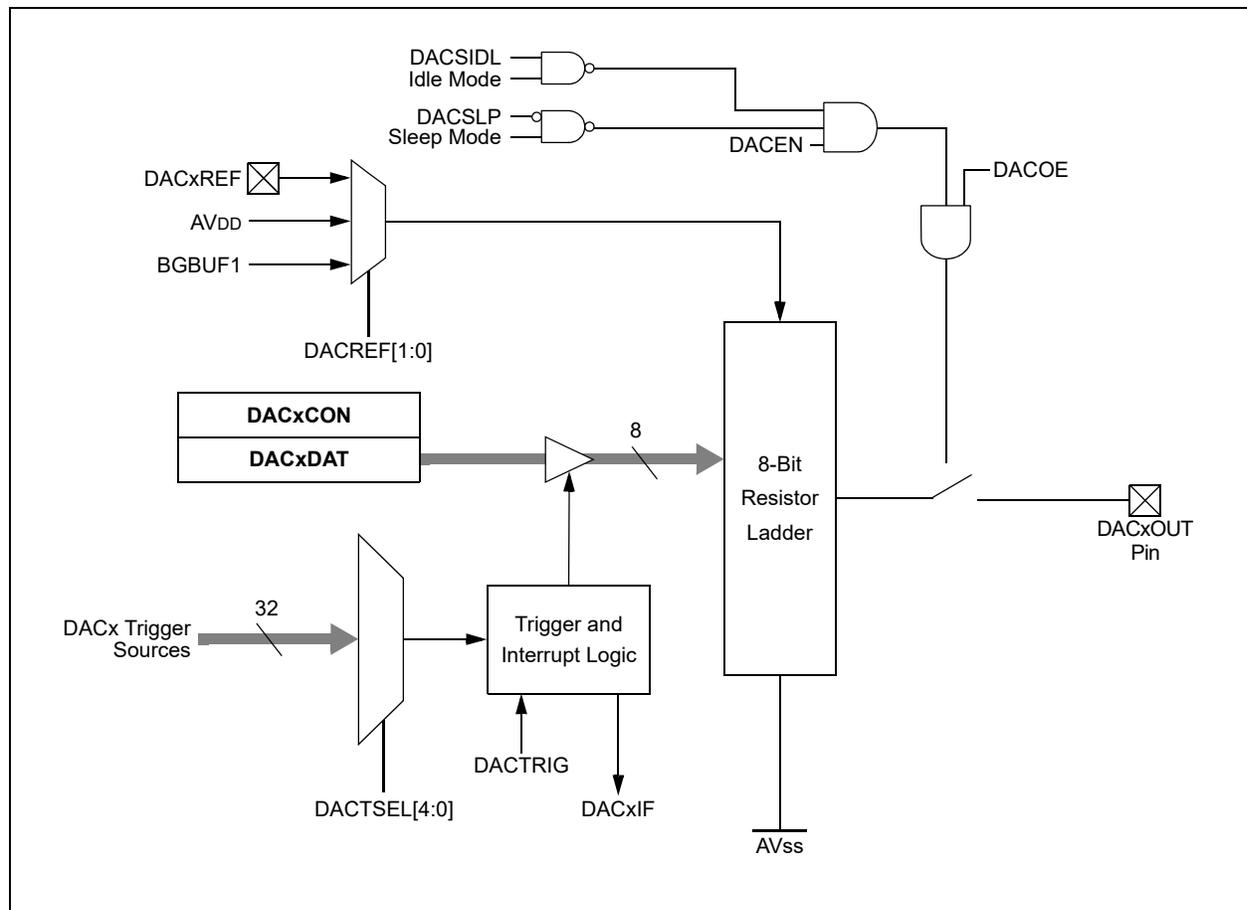 DACSIDL
Idle Mode
DACSLP
Sleep Mode
DACEN
DACOE
DACxREF
AVDD
BGBUF1
DACREF[1:0]
DACxCON
DACxDAT
8
8-Bit
Resistor
Ladder
DACxOUT
Pin
32
DACx Trigger
Sources
Trigger and
Interrupt Logic
DACTRIG
DACTSEL[4:0]
DACxIF
AVss